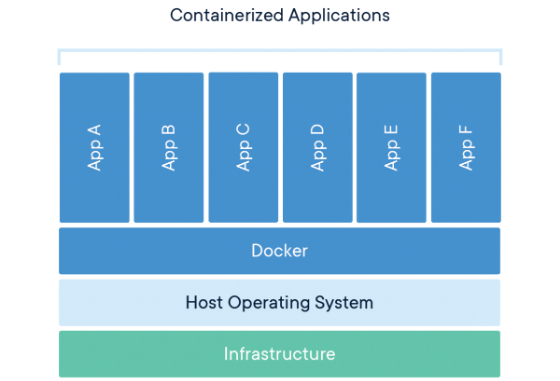 Containerized Applications
App A
App B
App C
App D
App E
App F
Docker
Host Operating System
Infrastructure